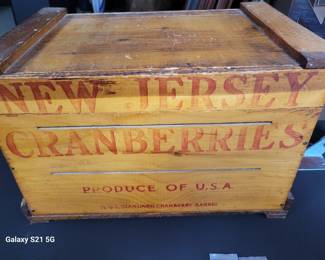 NEW JERSEY
CRANBERRIES
PRODUCE OF U.S.A.
STANDARD CRANBERRY BARREL
Galaxy S21 5G